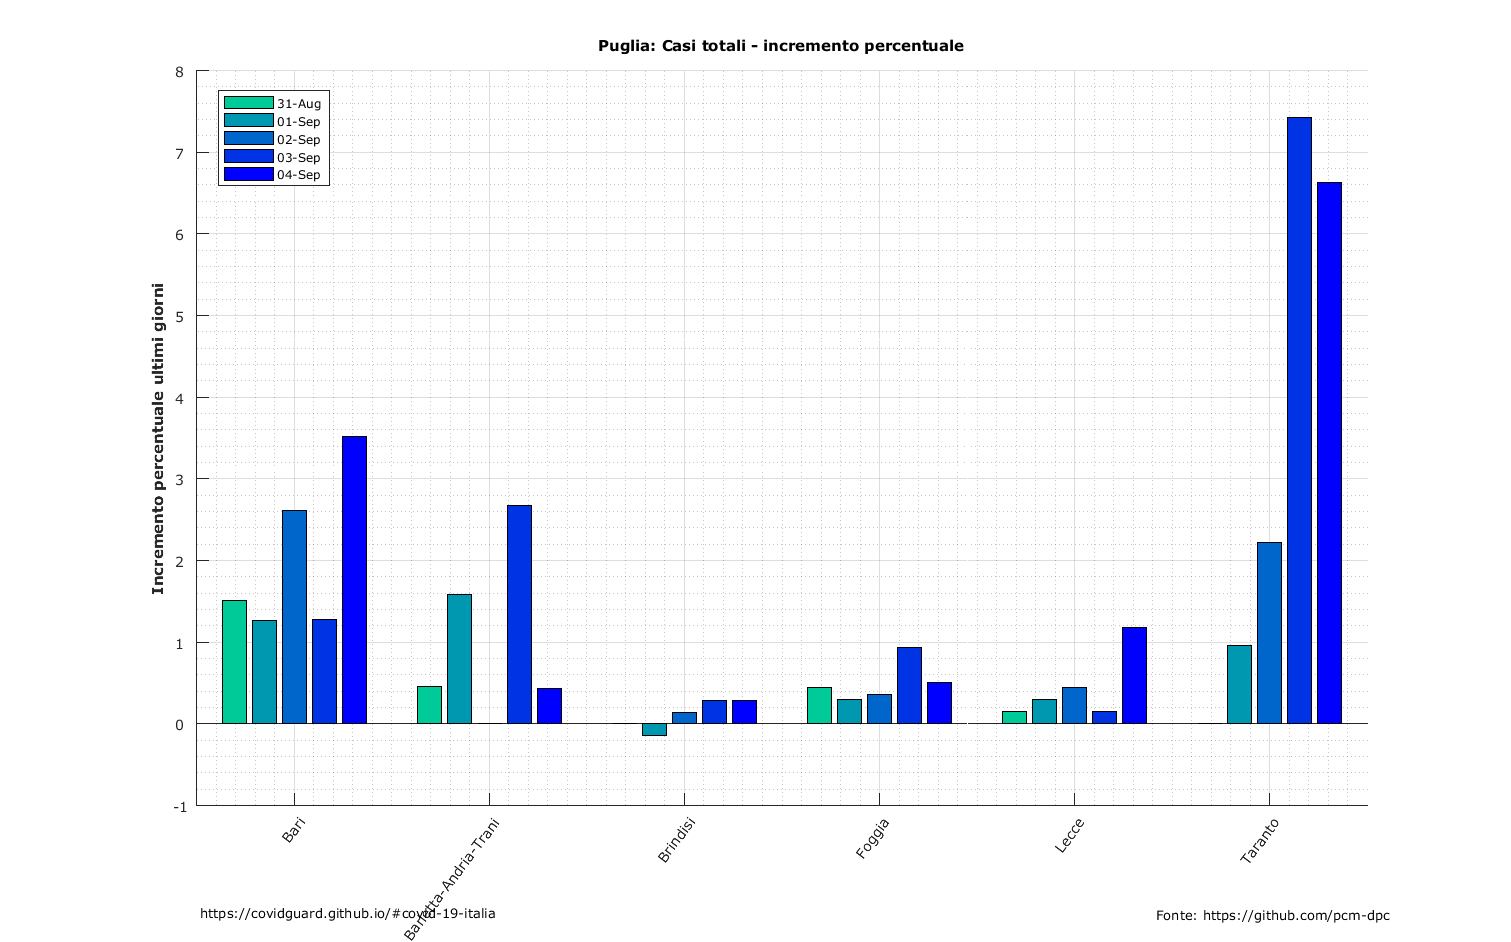 Puglia: Casi totali - incremento percentuale
8
7
6
5
4
3
2
1
0
-1
Incremento percentuale ultimi giorni
31-Aug
01-Sep
02-Sep
03-Sep
04-Sep
Bari
Barletta-Andria-Trani
Brindisi
Foggia
Lecce
Taranto
https://covidguard.github.io/#covid-19-italia
Fonte: https://github.com/pcm-dpc